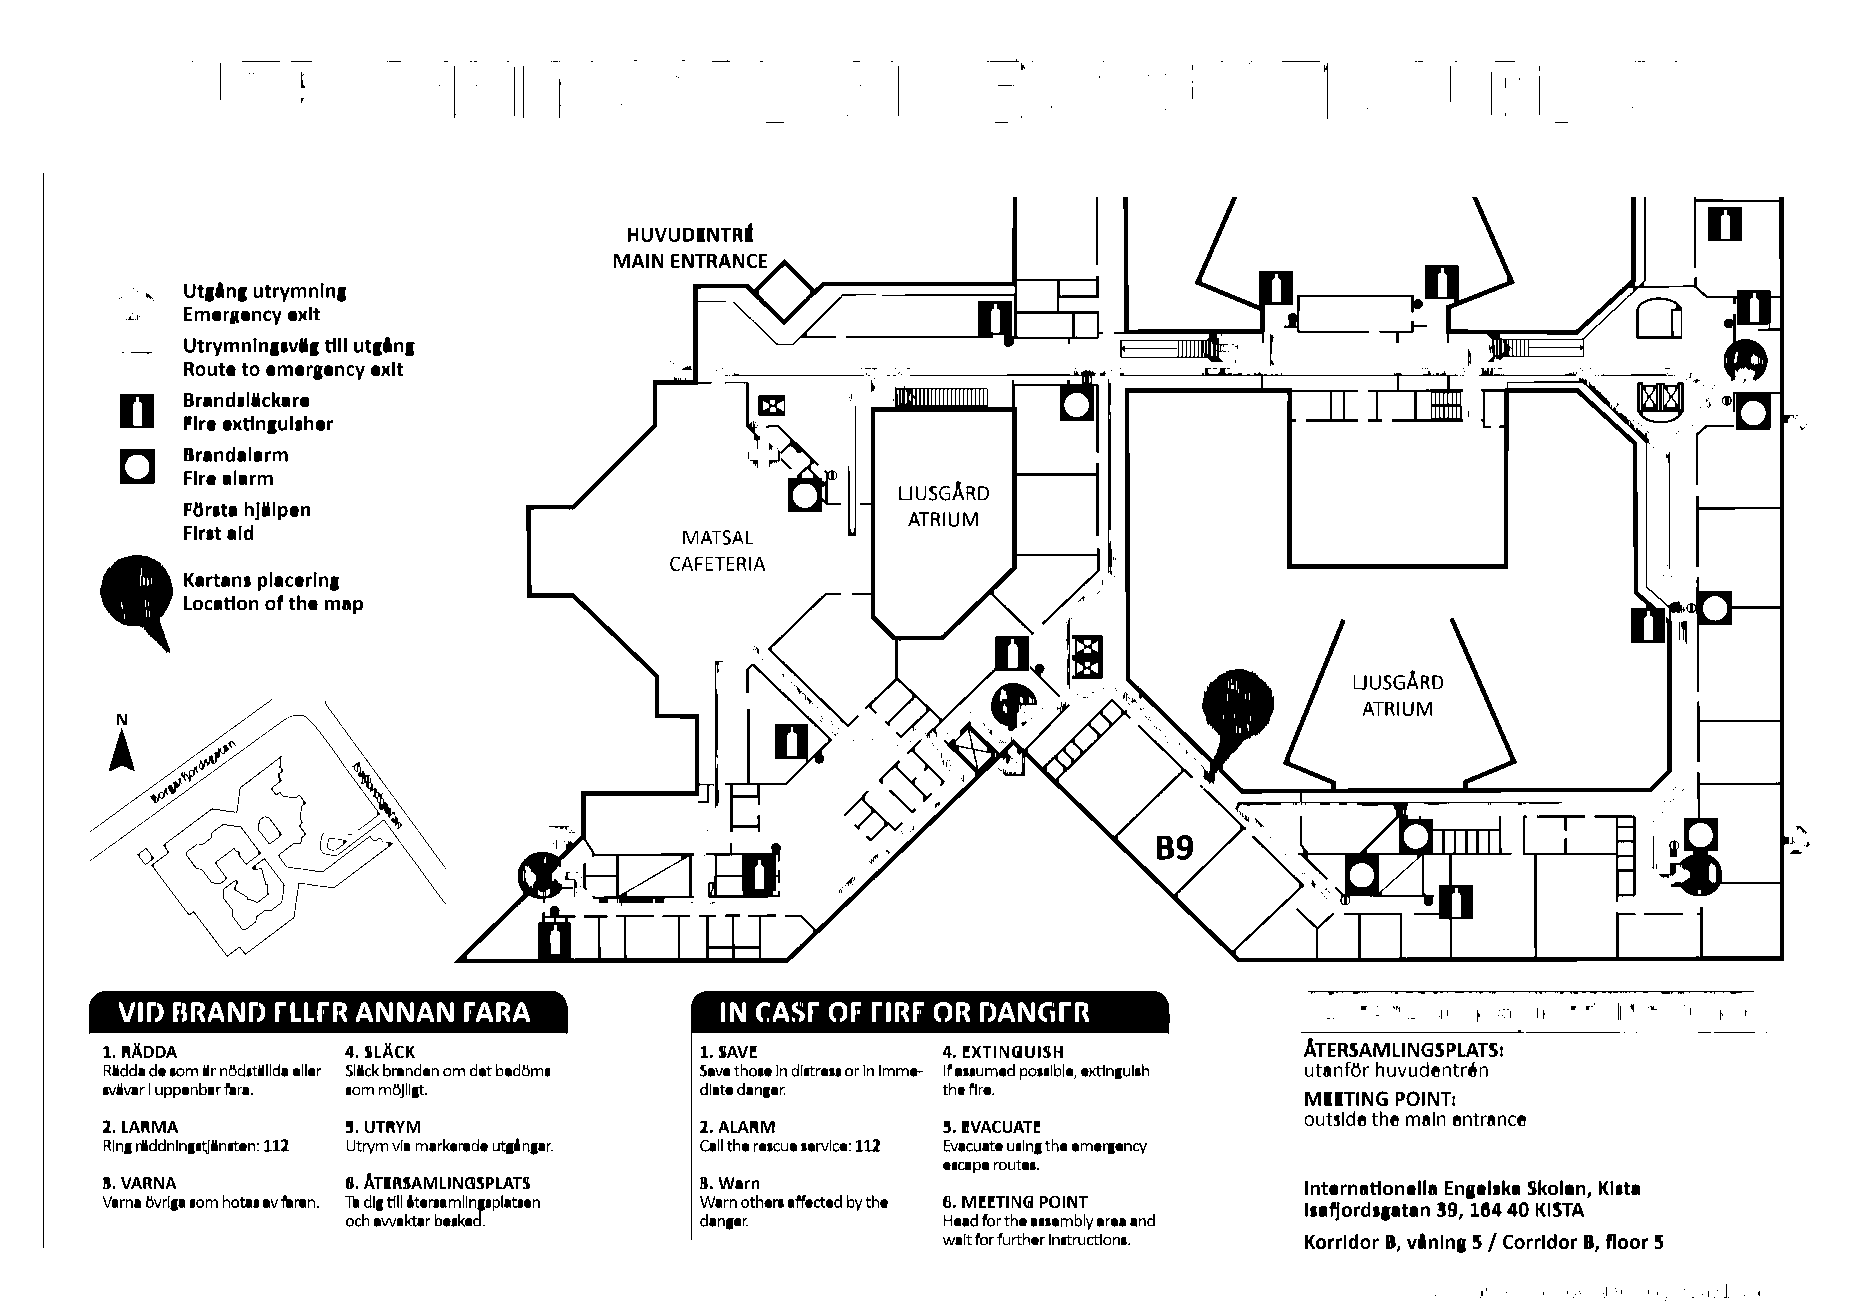 HUVUDENTRÉ
MAIN ENTRANCE
Utgång utrymning
Emergency exit
Utrymningsväg till utgång
Route to emergency exit
Brandsläckare
Fire extinguisher
Brandalarm
Fire alarm
Första hjälpen
First aid
Kartans placering
Location of the map
MATSAL
CAFETERIA
LJUSGÅRD
ATRIUM
LJUSGÅRD
ATRIUM
B9
N
Borgarfjordsgatan
VID BRAND ELLER ANNAN FARA
1. RÄDDA
Rädda de som är nödställda eller
svävar i uppenbar fara.
2. LARMA
Ring räddningstjänsten: 112
3. VARNA
Varna övriga som hotas av faran.
4. SLÄCK
Släck branden om det bedöms
som möjligt.
5. UTRYM
Utrym via markerade utgångar.
6. ÅTERSAMLINGSPLATS
Ta dig till återsamlingsplatsen
och avvaktar besked.
IN CASE OF FIRE OR DANGER
1. SAVE
Save those in distress or in imme-
diate danger.
2. ALARM
Call the rescue service: 112
3. Warn
Warn others affected by the
danger.
4. EXTINGUISH
If assumed possible, extinguish
the fire.
5. EVACUATE
Evacuate using the emergency
escape routes.
6. MEETING POINT
Head for the assembly area and
wait for further instructions.
ÅTERSAMLINGSPLATS:
utanför huvudentrén
MEETING POINT:
outside the main entrance
Internationella Engelska Skolan, Kista
Isafjordsgatan 39, 164 40 KISTA
Korridor B, våning 5 / Corridor B, floor 5